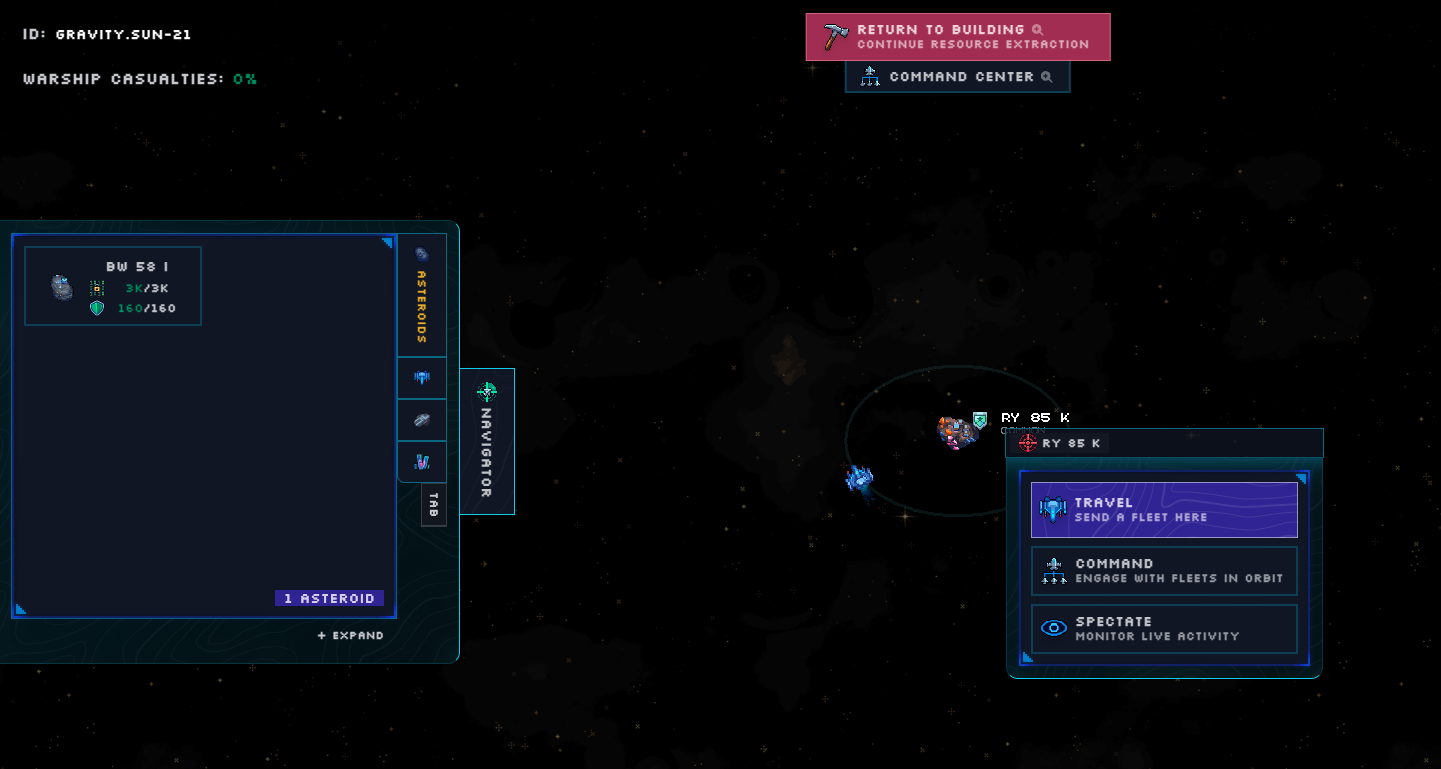 ID: GRAVITY.SUN-21
WARSHIP CASUALTIES: 0%
RETURN TO BUILDING
CONTINUE RESOURCE EXTRACTION
COMMAND CENTER
BW 58 I
3K/3K
160/160
ASTEROIDS
TAB
1 ASTEROID
+ EXPAND
NAVIGATOR
RY 85 K
COMMON
RY 85 K
TRAVEL
SEND A FLEET HERE
COMMAND
ENGAGE WITH FLEETS IN ORBIT
SPECTATE
MONITOR LIVE ACTIVITY